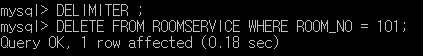 mysql> DELIMITER ;
mysql> DELETE FROM ROOMSERVICE WHERE ROOM_NO = 101;
Query OK, 1 row affected (0.18 sec)